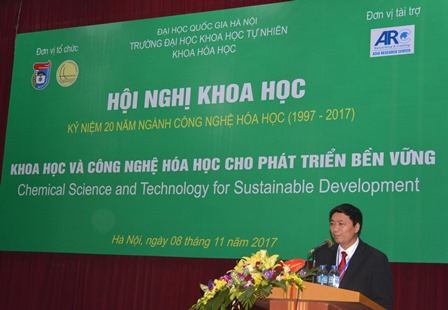 ĐẠI HỌC QUỐC GIA HÀ NỘI
TRƯỜNG ĐẠI HỌC KHOA HỌC TỰ NHIÊN
KHOA HÓA HỌC
Đơn vị tổ chức
Đơn vị tài trợ
HỘI NGHỊ KHOA HỌC
KỶ NIỆM 20 NĂM NGÀNH CÔNG NGHỆ HÓA HỌC (1997 - 2017)
KHOA HỌC VÀ CÔNG NGHỆ HÓA HỌC CHO PHÁT TRIỂN BỀN VỮNG
Chemical Science and Technology for Sustainable Development
Hà Nội, ngày 08 tháng 11 năm 2017